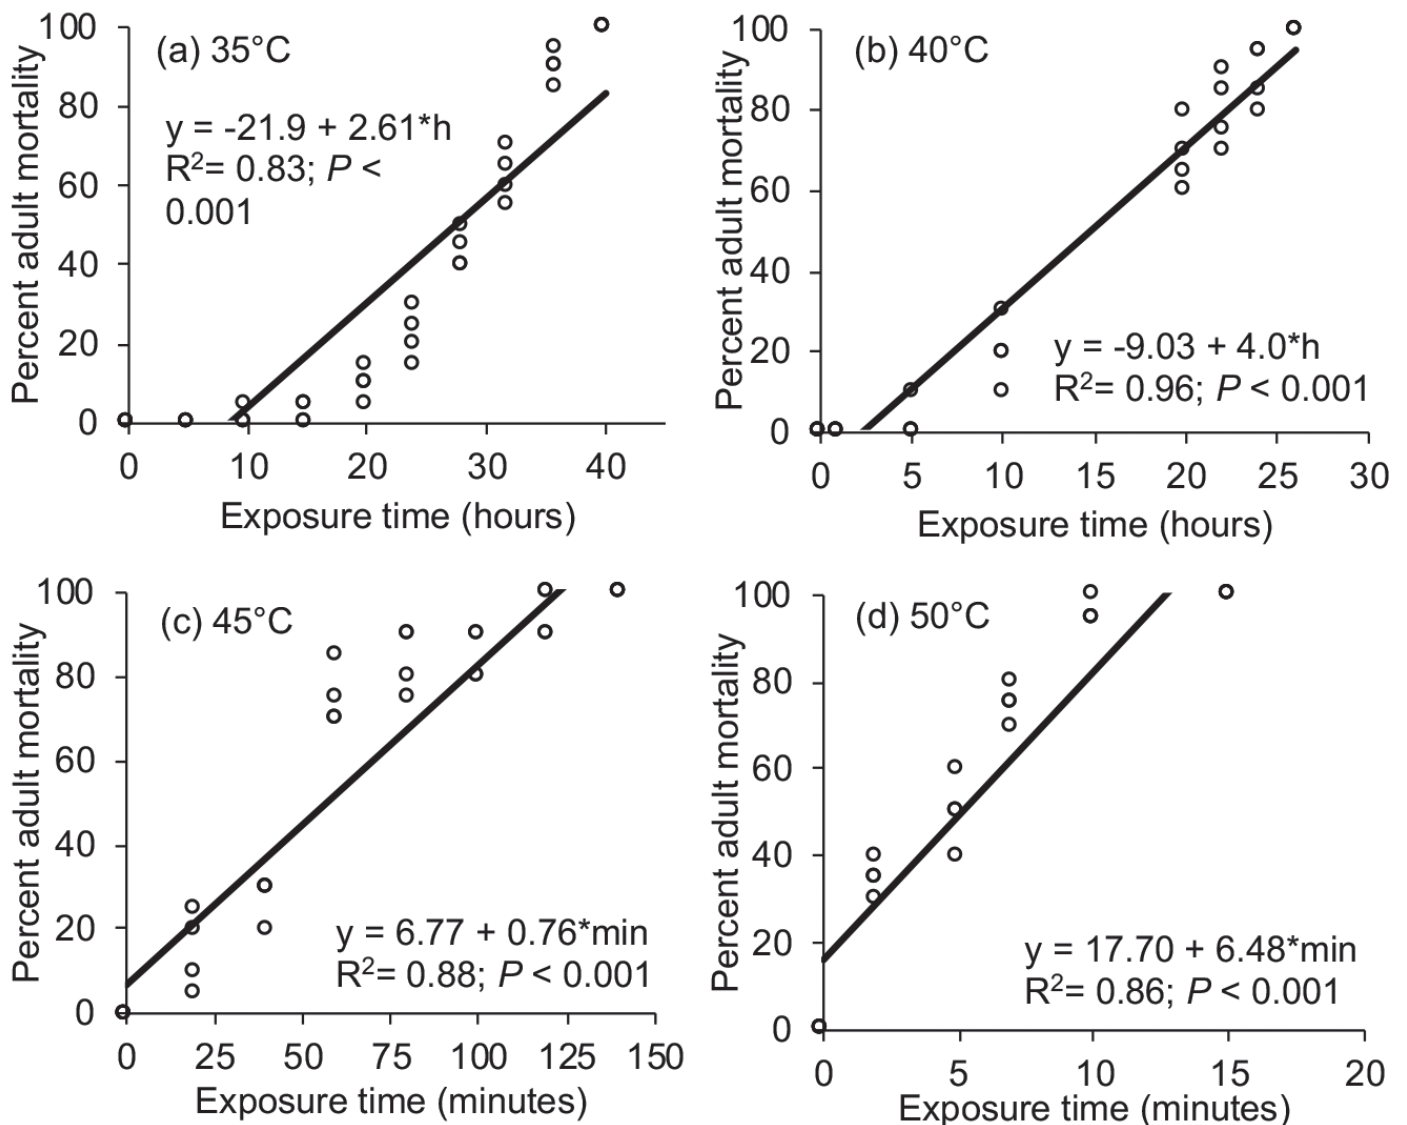 (a) 35°C
y = -21.9 + 2.61*h
R²= 0.83; P <
0.001
Percent adult mortality
100
80
60
40
20
0
0 10 20 30 40
Exposure time (hours)
(b) 40°C
y = -9.03 + 4.0*h
R²= 0.96; P < 0.001
Percent adult mortality
100
80
60
40
20
0
0 5 10 15 20 25 30
Exposure time (hours)
(c) 45°C
y = 6.77 + 0.76*min
R²= 0.88; P < 0.001
Percent adult mortality
100
80
60
40
20
0
0 25 50 75 100 125 150
Exposure time (minutes)
(d) 50°C
y = 17.70 + 6.48*min
R²= 0.86; P < 0.001
Percent adult mortality
100
80
60
40
20
0
0 5 10 15 20
Exposure time (minutes)